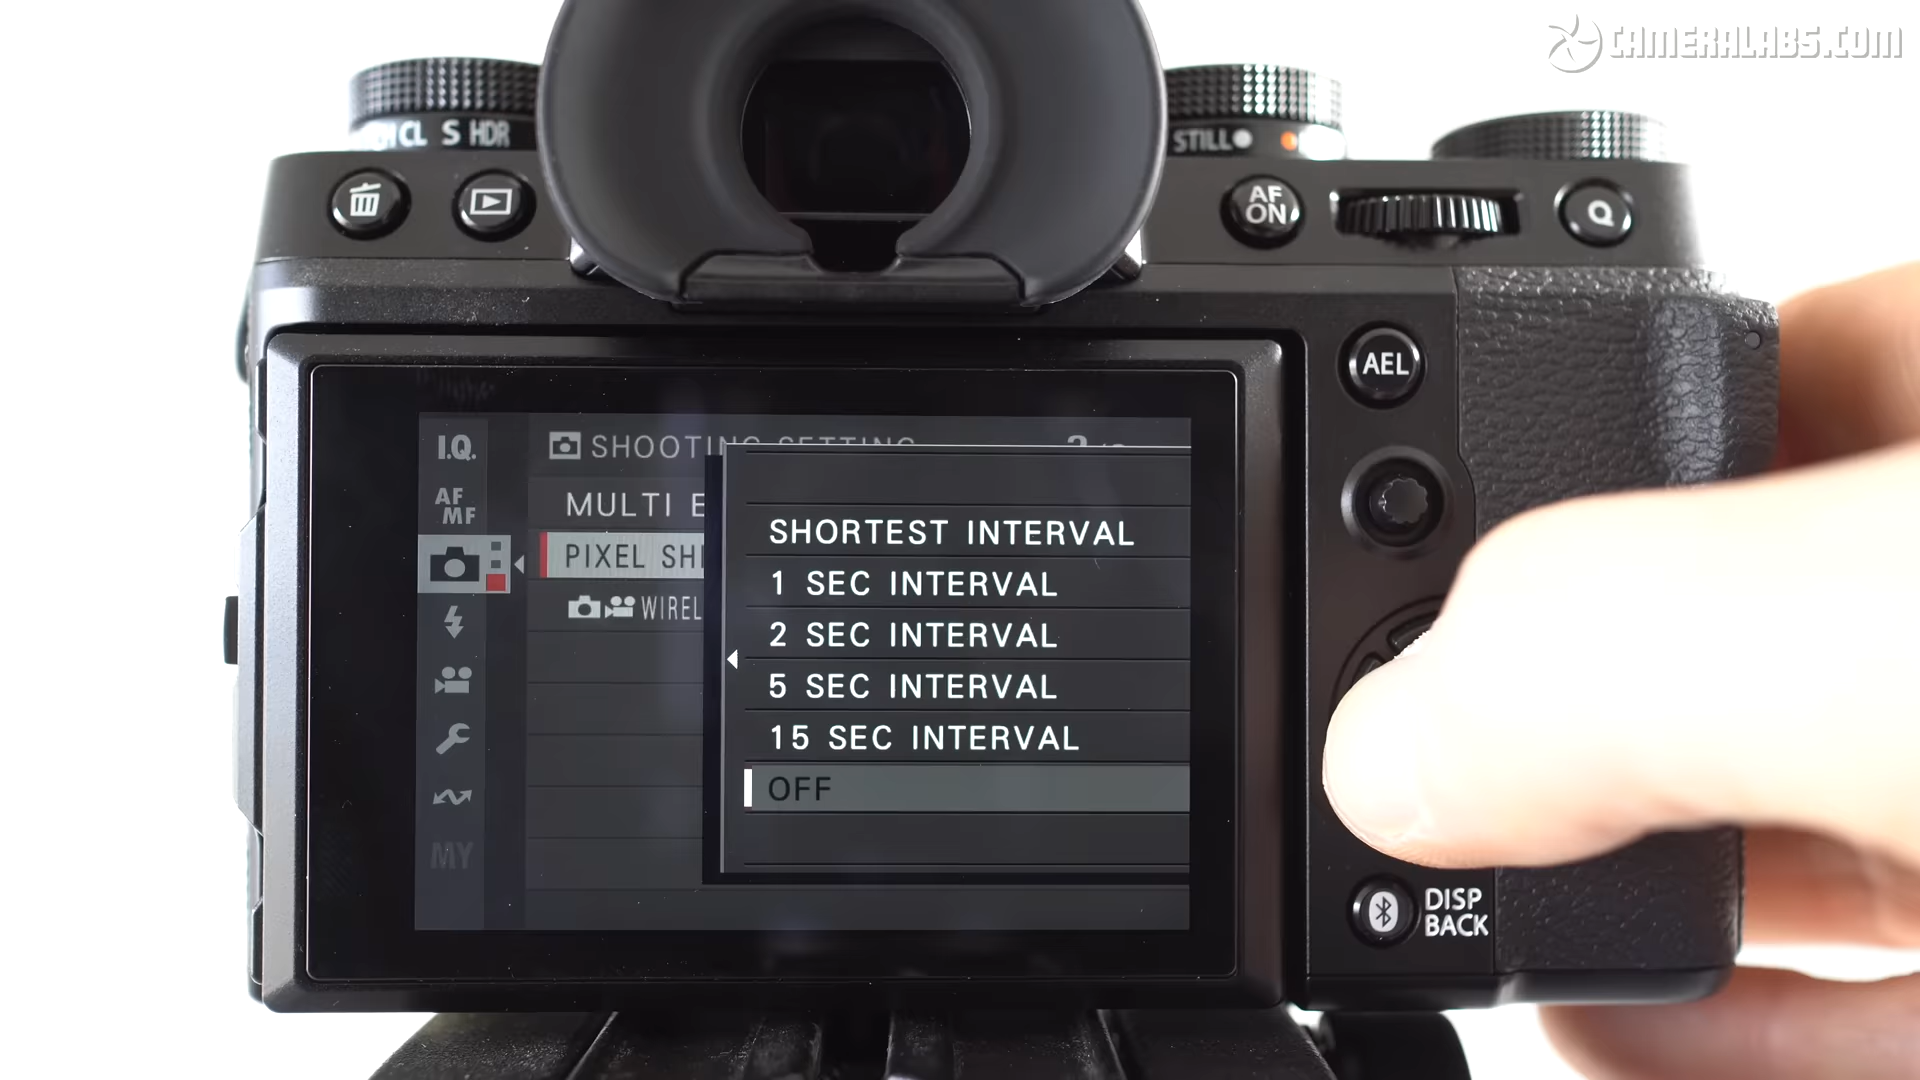 CAMERALABS.COM
CL S HDR
STILL
AF
ON
Q
AEL
I.Q.
SHOOTING SETTING
AF
MF
MULTI E
PIXEL SHI
WIREL
SHORTEST INTERVAL
1 SEC INTERVAL
2 SEC INTERVAL
5 SEC INTERVAL
15 SEC INTERVAL
OFF
MY
DISP
BACK